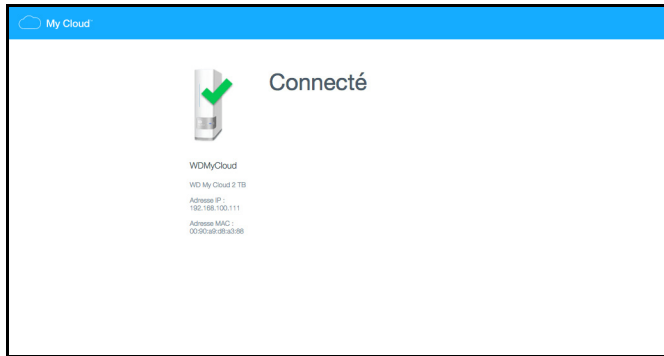 My Cloud™
Connecté
WDMyCloud
WD My Cloud 2 TB
Adresse IP :
192.168.100.111
Adresse MAC :
00:90:a9:d8:a3:88